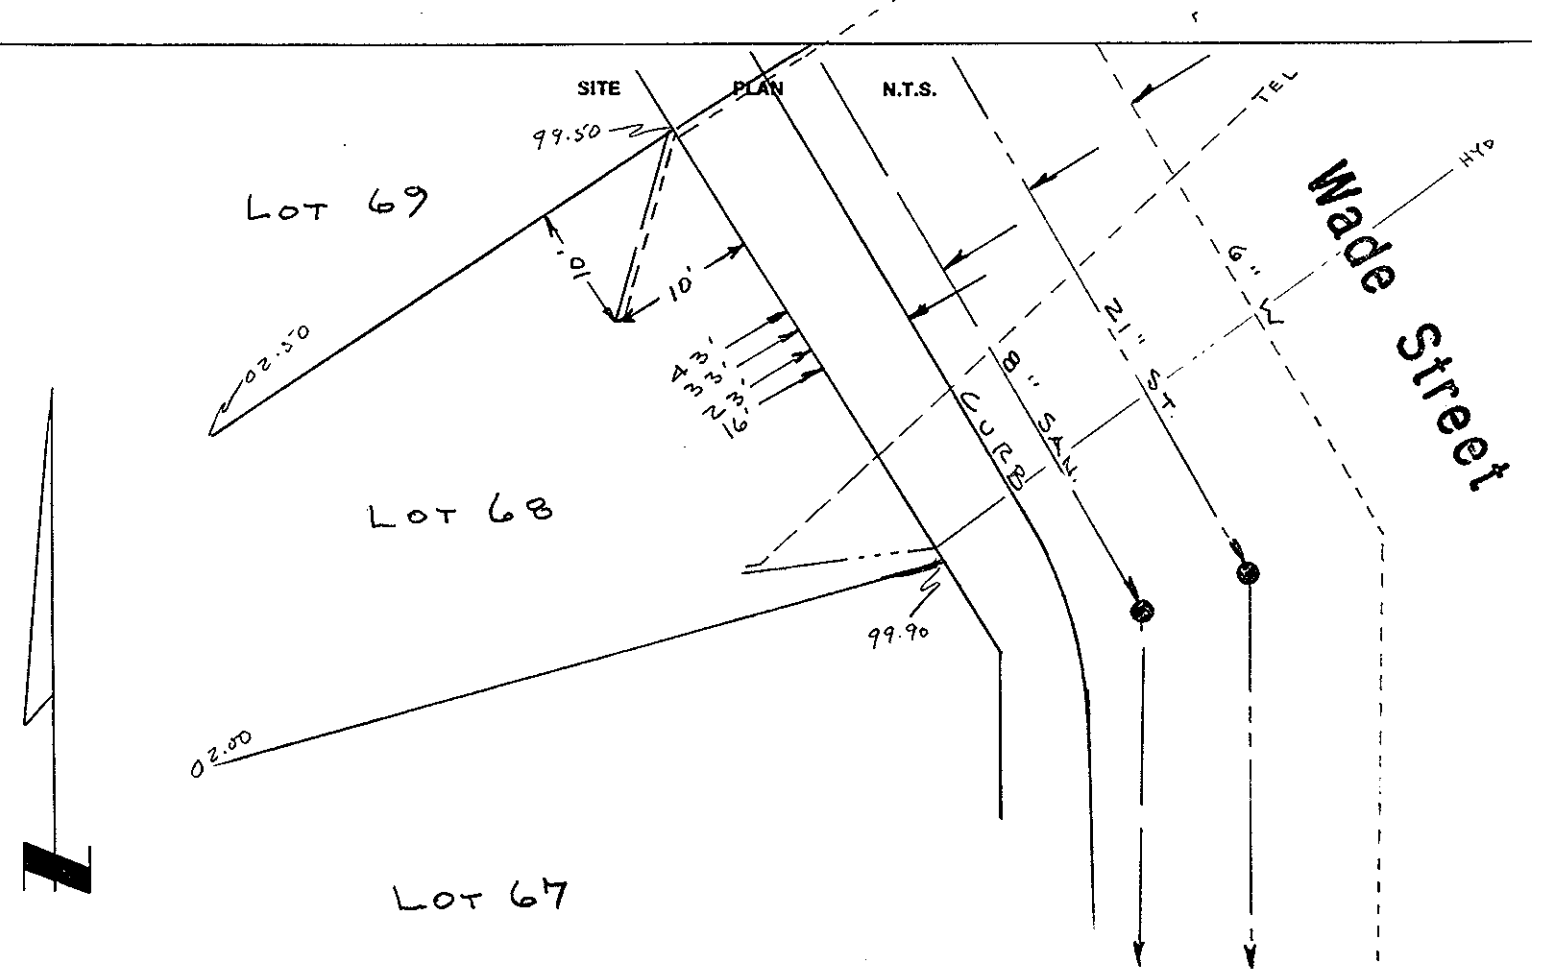 SITE PLAN N.T.S.
TEL
99.50
HYD
LOT 69
Wade Street
10'
10'
6"
W
02.50
21" ST.
43'
33'
23'
16'
8" SAN.
CURB
LOT 68
99.90
02.00
LOT 67
N